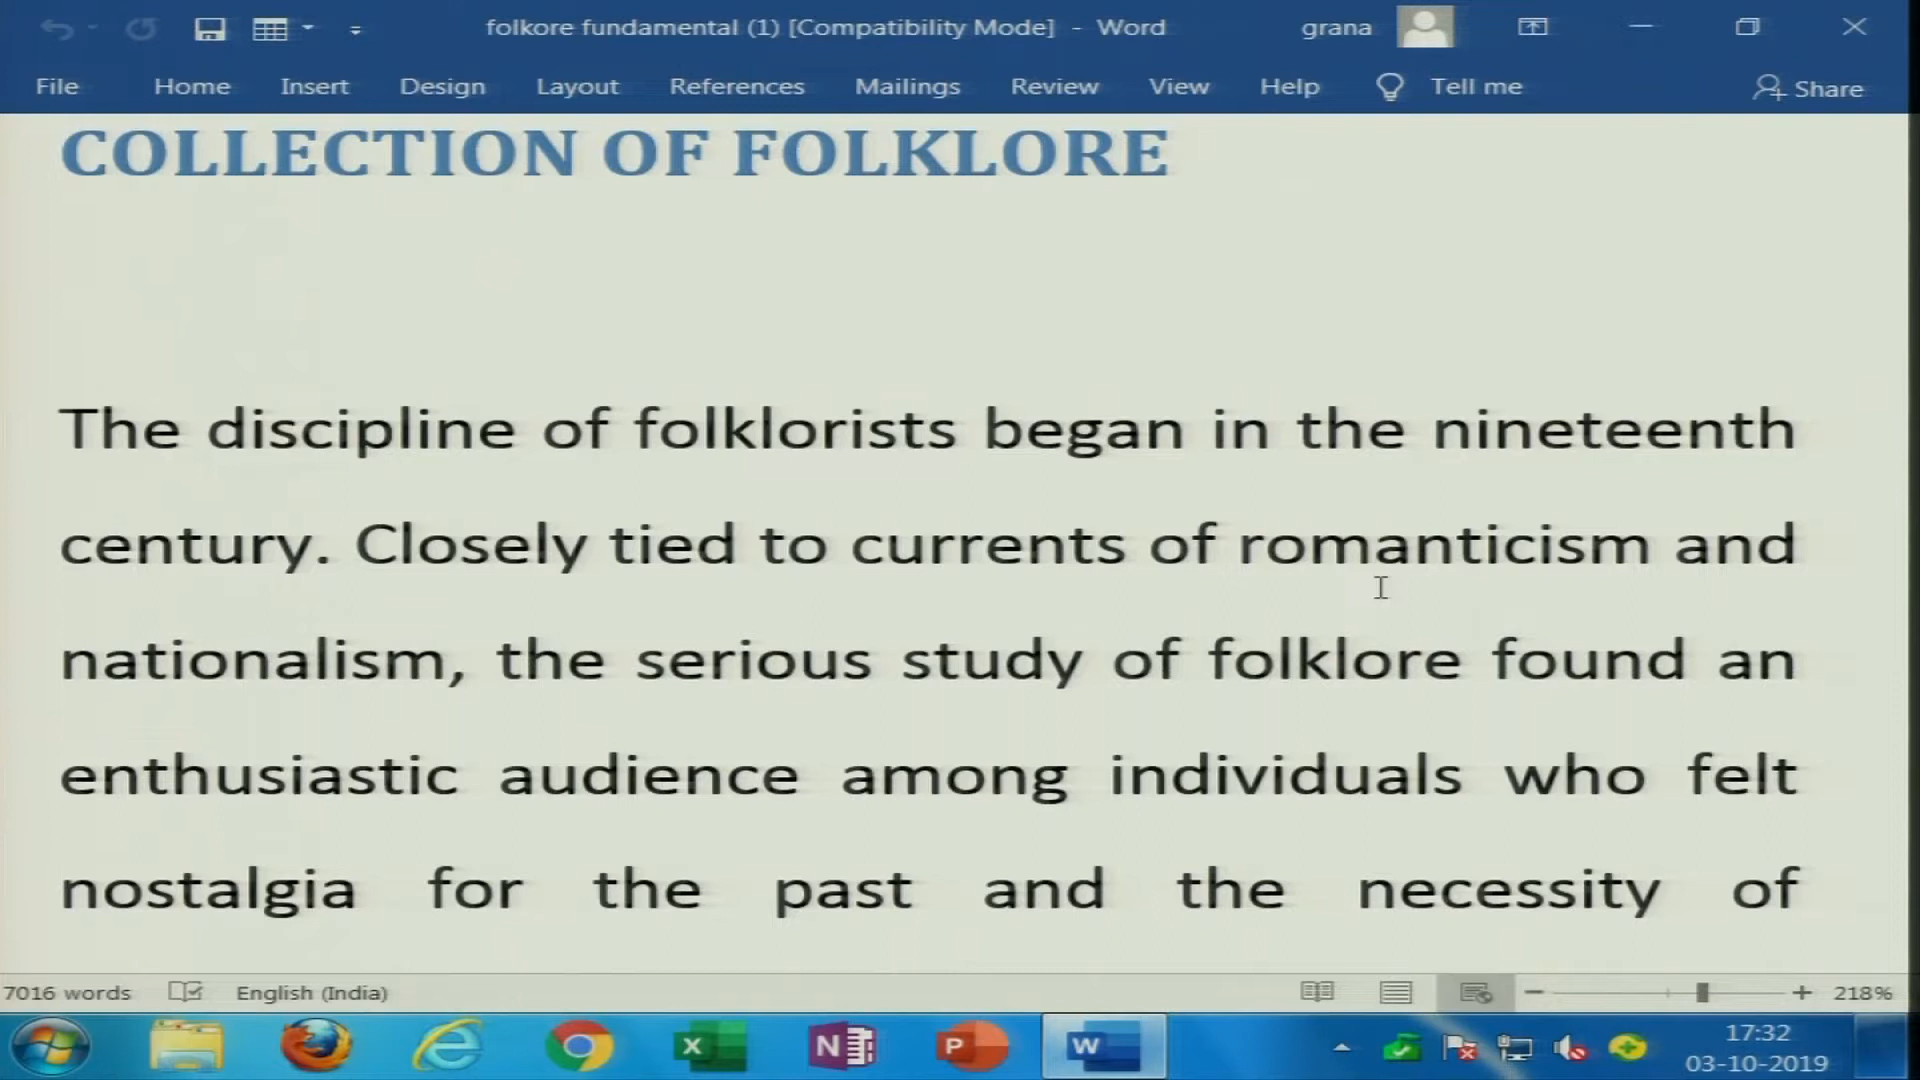 folkore fundamental (1) [Compatibility Mode] - Word
grana
File Home Insert Design Layout References Mailings Review View Help Tell me Share
COLLECTION OF FOLKLORE
The discipline of folklorists began in the nineteenth
century. Closely tied to currents of romanticism and
nationalism, the serious study of folklore found an
enthusiastic audience among individuals who felt
nostalgia for the past and the necessity of
7016 words English (India) 218%
X N P W
17:32
03-10-2019